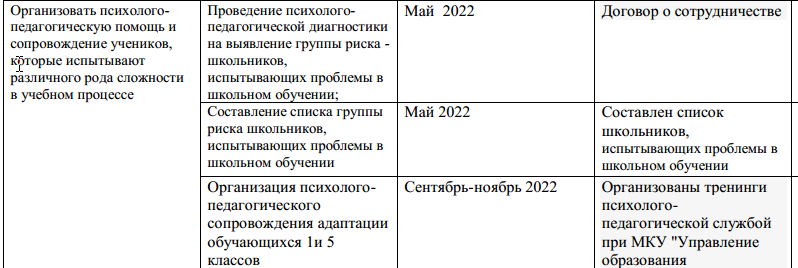 Организовать психолого-
педагогическую помощь и
сопровождение учеников,
которые испытывают
различного рода сложности
в учебном процессе
Проведение психолого-
педагогической диагностики
на выявление группы риска -
школьников,
испытывающих проблемы в
школьном обучении;
Май  2022
Договор о сотрудничестве
Составление списка группы
риска школьников,
испытывающих проблемы в
школьном обучении
Май 2022
Составлен список
школьников,
испытывающих проблемы в
школьном обучении
Организация психолого-
педагогического
сопровождения адаптации
обучающихся 1и 5
классов
Сентябрь-ноябрь 2022
Организованы тренинги
психолого-
педагогической службой
при МКУ "Управление
образования